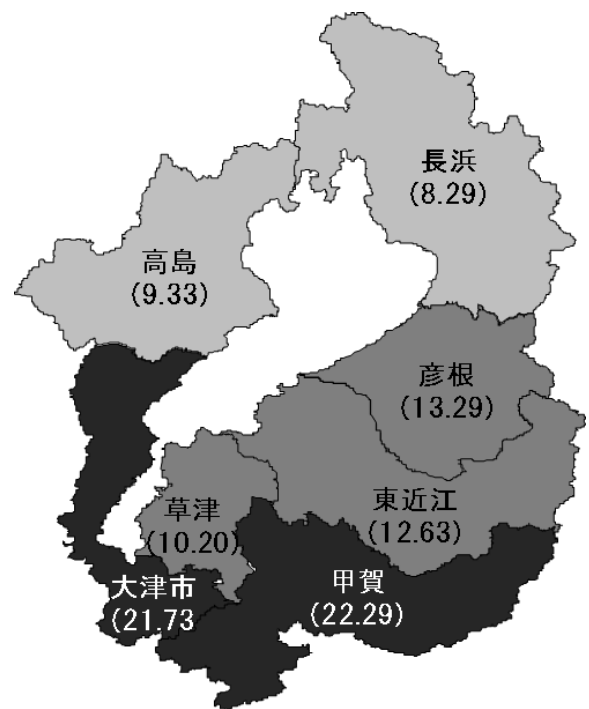 長浜
(8.29)
高島
(9.33)
彦根
(13.29)
東近江
(12.63)
草津
(10.20)
大津市
(21.73
甲賀
(22.29)